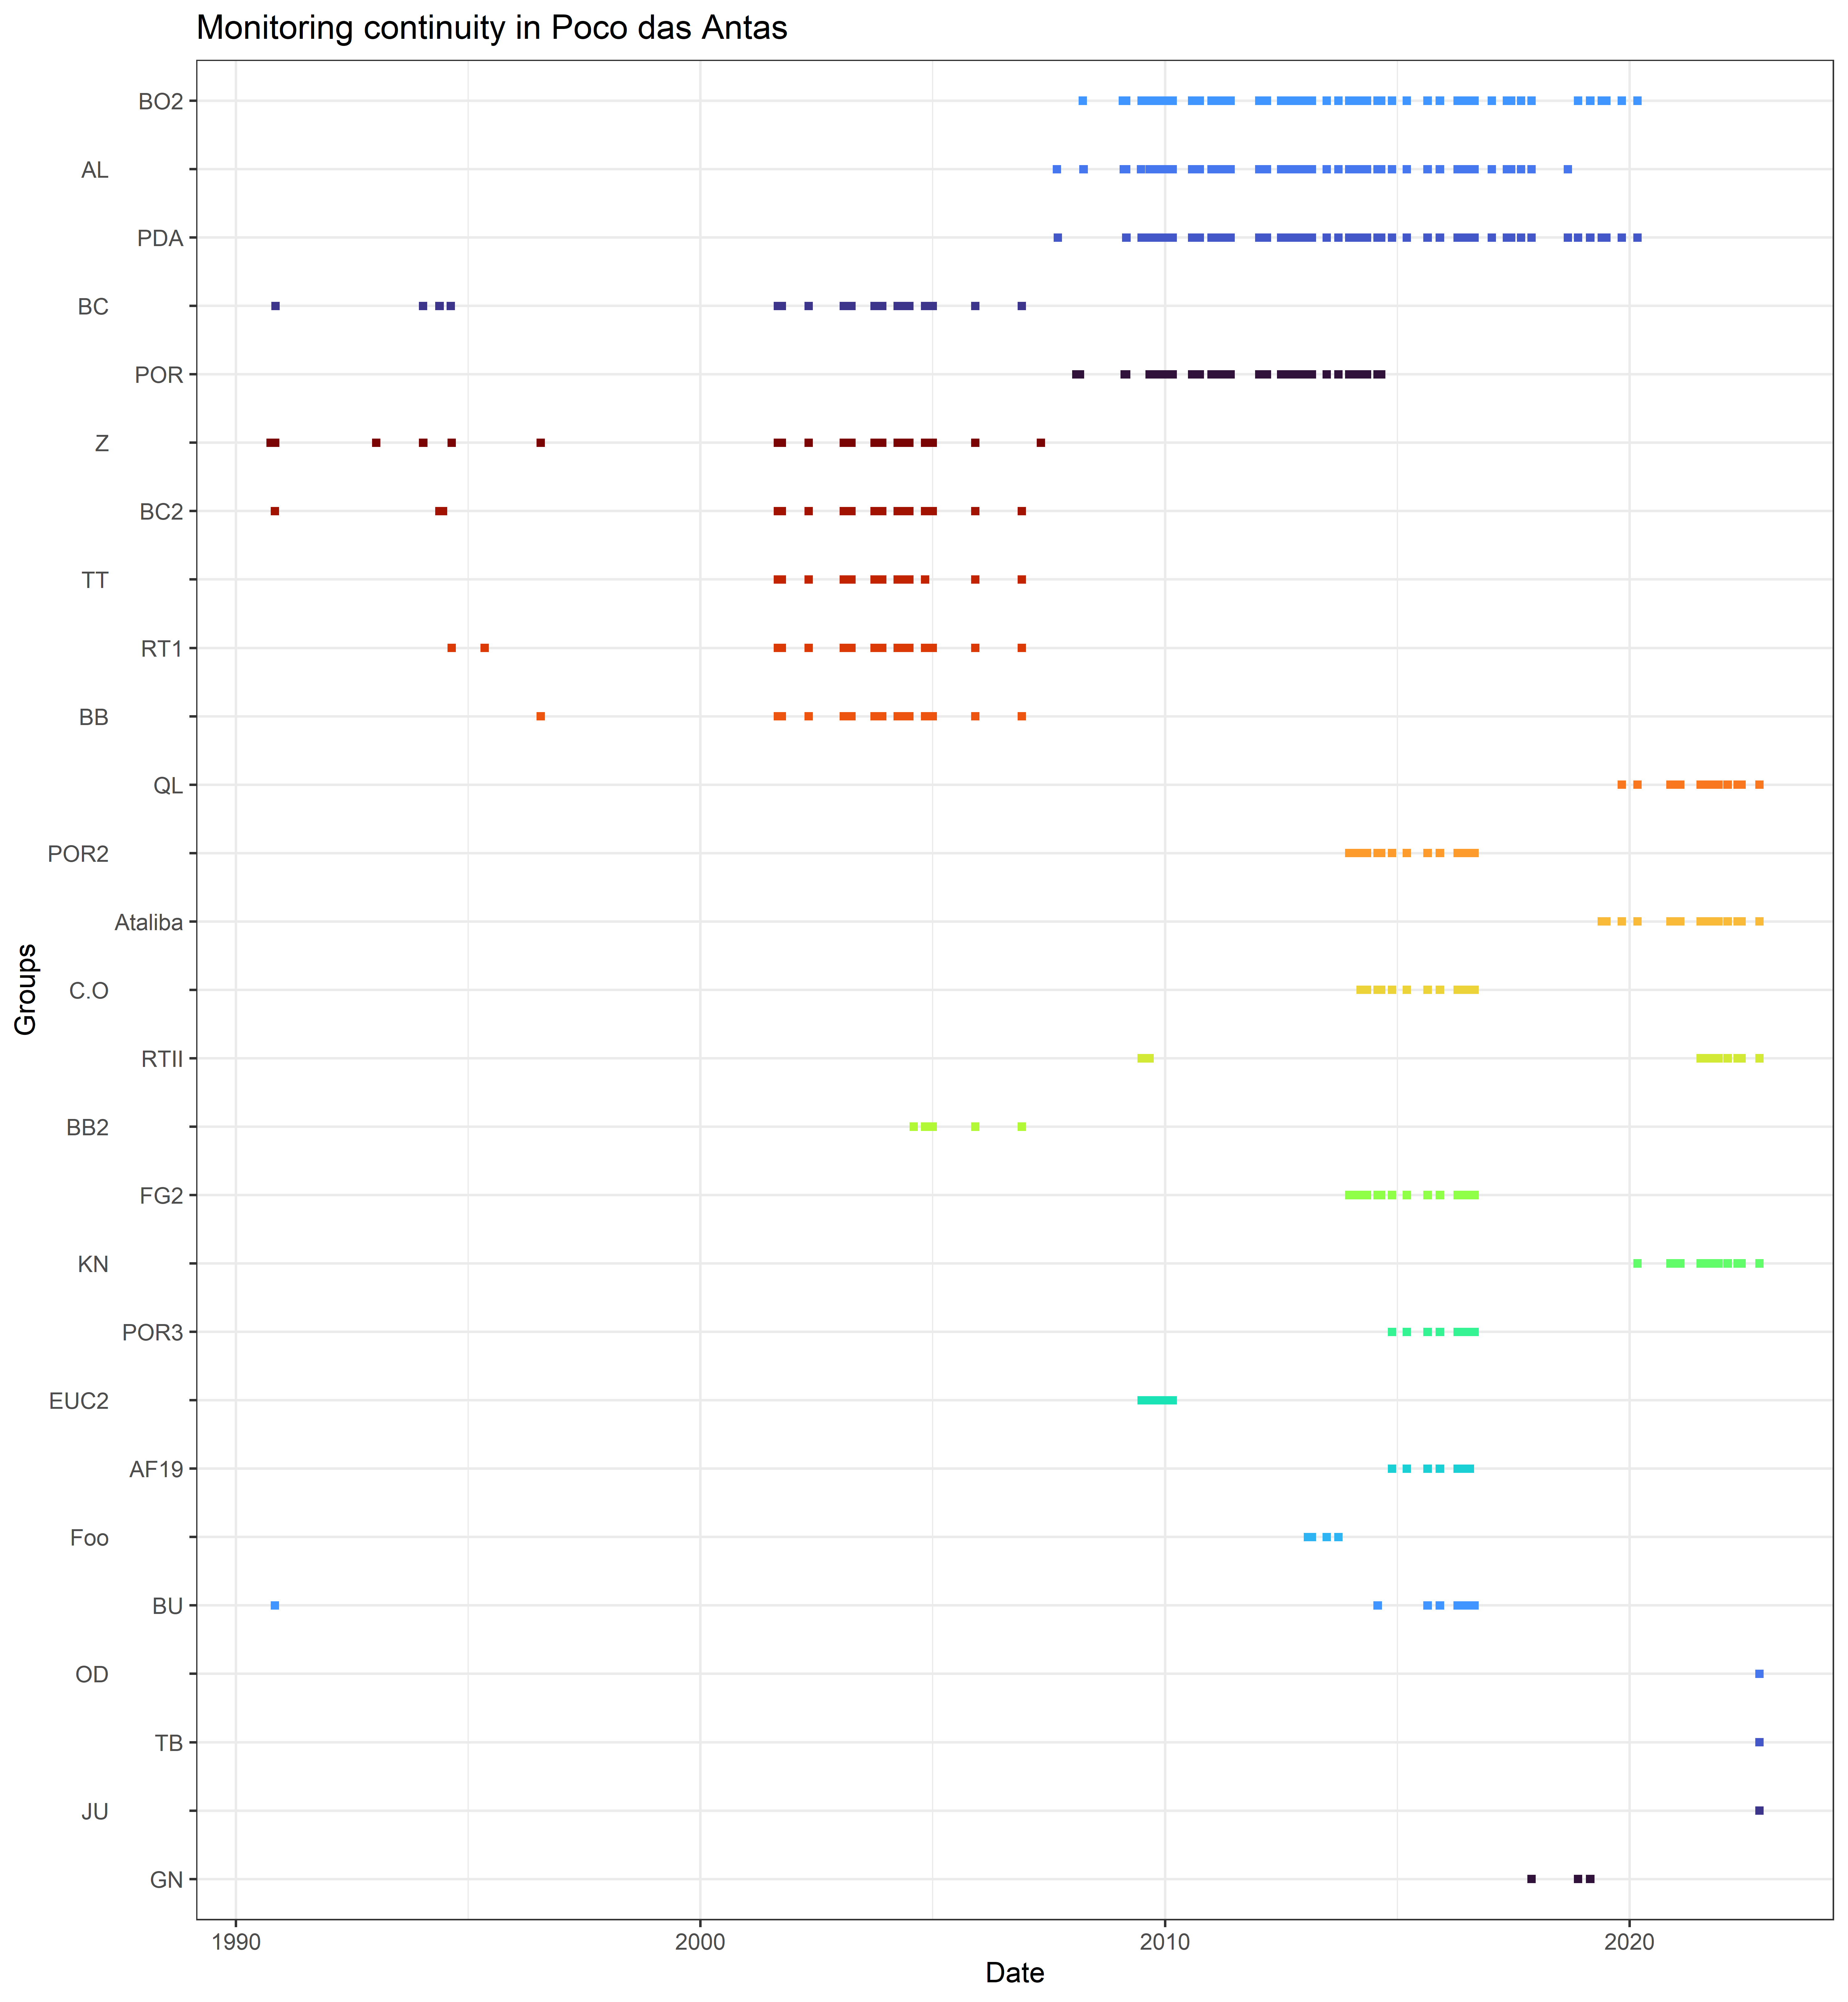 Monitoring continuity in Poco das Antas
BO2
AL
PDA
BC
POR
Z
BC2
TT
RT1
BB
QL
POR2
Ataliba
C.O
RTII
BB2
FG2
KN
POR3
EUC2
AF19
Foo
BU
OD
TB
JU
GN
Groups
1990 2000 2010 2020
Date